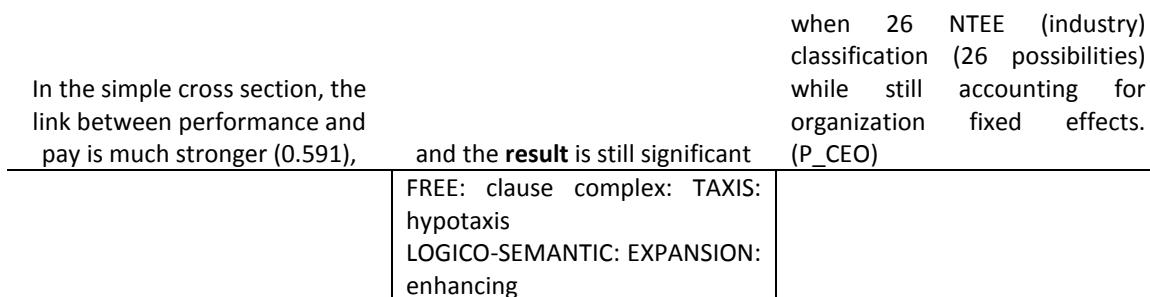 In the simple cross section, the
link between performance and
pay is much stronger (0.591),
and the result is still significant
when 26 NTEE (industry)
classification (26 possibilities)
while still accounting for
organization fixed effects.
(P_CEO)
FREE: clause complex: TAXIS:
hypotaxis
LOGICO-SEMANTIC: EXPANSION:
enhancing